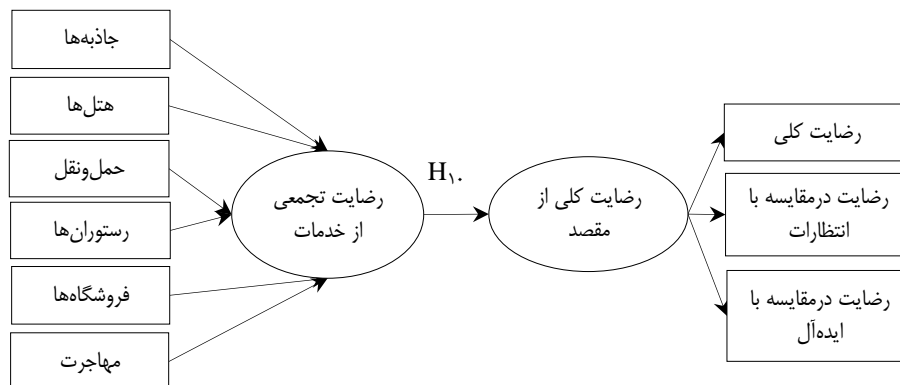 جاذبه‌ها
هتل‌ها
حمل‌ونقل
رستوران‌ها
فروشگاه‌ها
مهاجرت
رضایت تجمعی
از خدمات
H۱۰
رضایت کلی از
مقصد
رضایت کلی
رضایت درمقایسه با
انتظارات
رضایت درمقایسه با
ایده‌آل